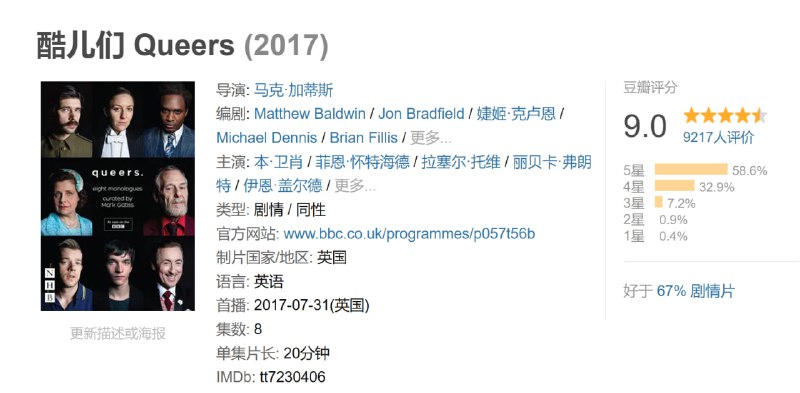 酷儿们 Queers (2017)
queers.
eight monologues
curated by
Mark Gatiss
BBC
N
H
B
更新描述或海报
导演: 马克·加蒂斯
编剧: Matthew Baldwin / Jon Bradfield / 婕姬·克卢恩 /
Michael Dennis / Brian Fillis / 更多...
主演: 本·卫肖 / 菲恩·怀特海德 / 拉塞尔·托维 / 丽贝卡·弗朗
特 / 伊恩·盖尔德 / 更多...
类型: 剧情 / 同性
官方网站: www.bbc.co.uk/programmes/p057t56b
制片国家/地区: 英国
语言: 英语
首播: 2017-07-31(英国)
集数: 8
单集片长: 20分钟
IMDb: tt7230406
豆瓣评分
9.0
9217人评价
5星 58.6%
4星 32.9%
3星 7.2%
2星 0.9%
1星 0.4%
好于 67% 剧情片